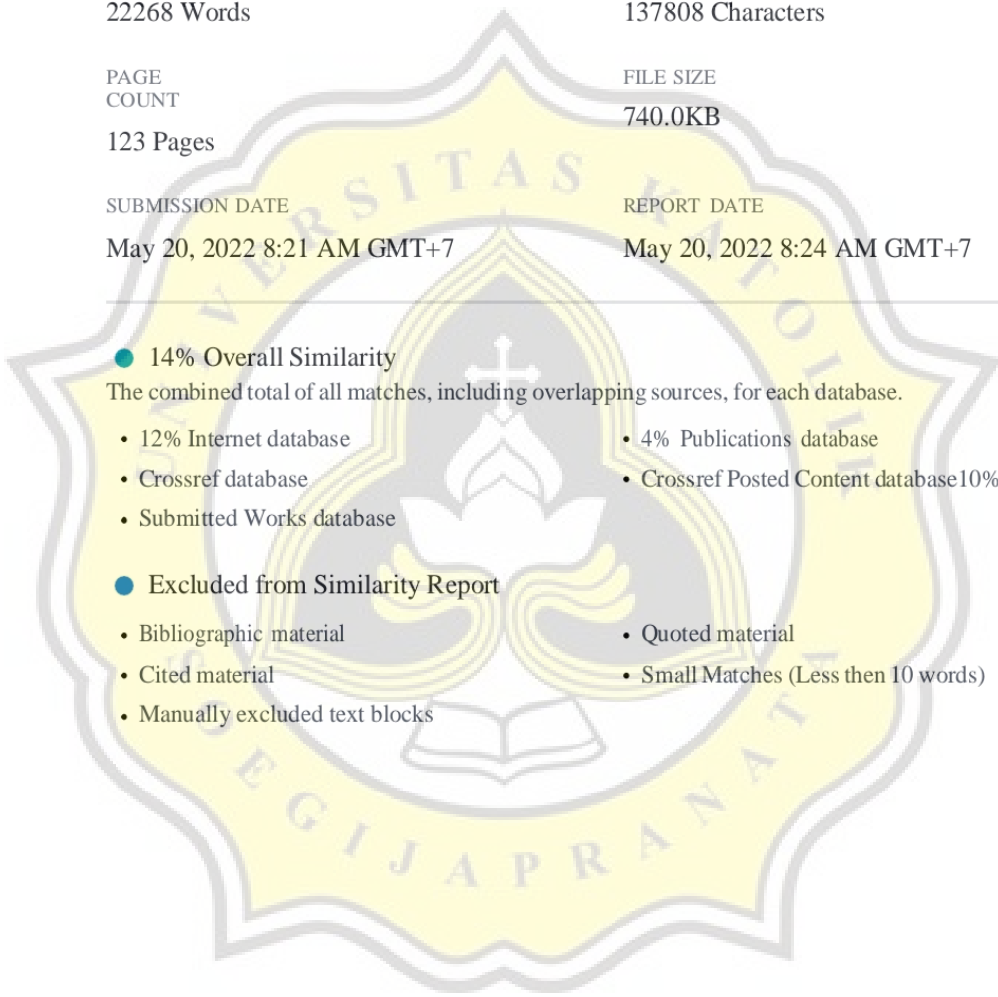 22268 Words
137808 Characters
PAGE
COUNT
FILE SIZE
123 Pages
740.0KB
SUBMISSION DATE
REPORT DATE
May 20, 2022 8:21 AM GMT+7
May 20, 2022 8:24 AM GMT+7
14% Overall Similarity
The combined total of all matches, including overlapping sources, for each database.
• 12% Internet database
• 4% Publications database
• Crossref database
• Crossref Posted Content database10%
• Submitted Works database
Excluded from Similarity Report
• Bibliographic material
• Quoted material
• Cited material
• Small Matches (Less then 10 words)
• Manually excluded text blocks
UNIVERSITAS KATOLIK
SOEGIJAPRANATA